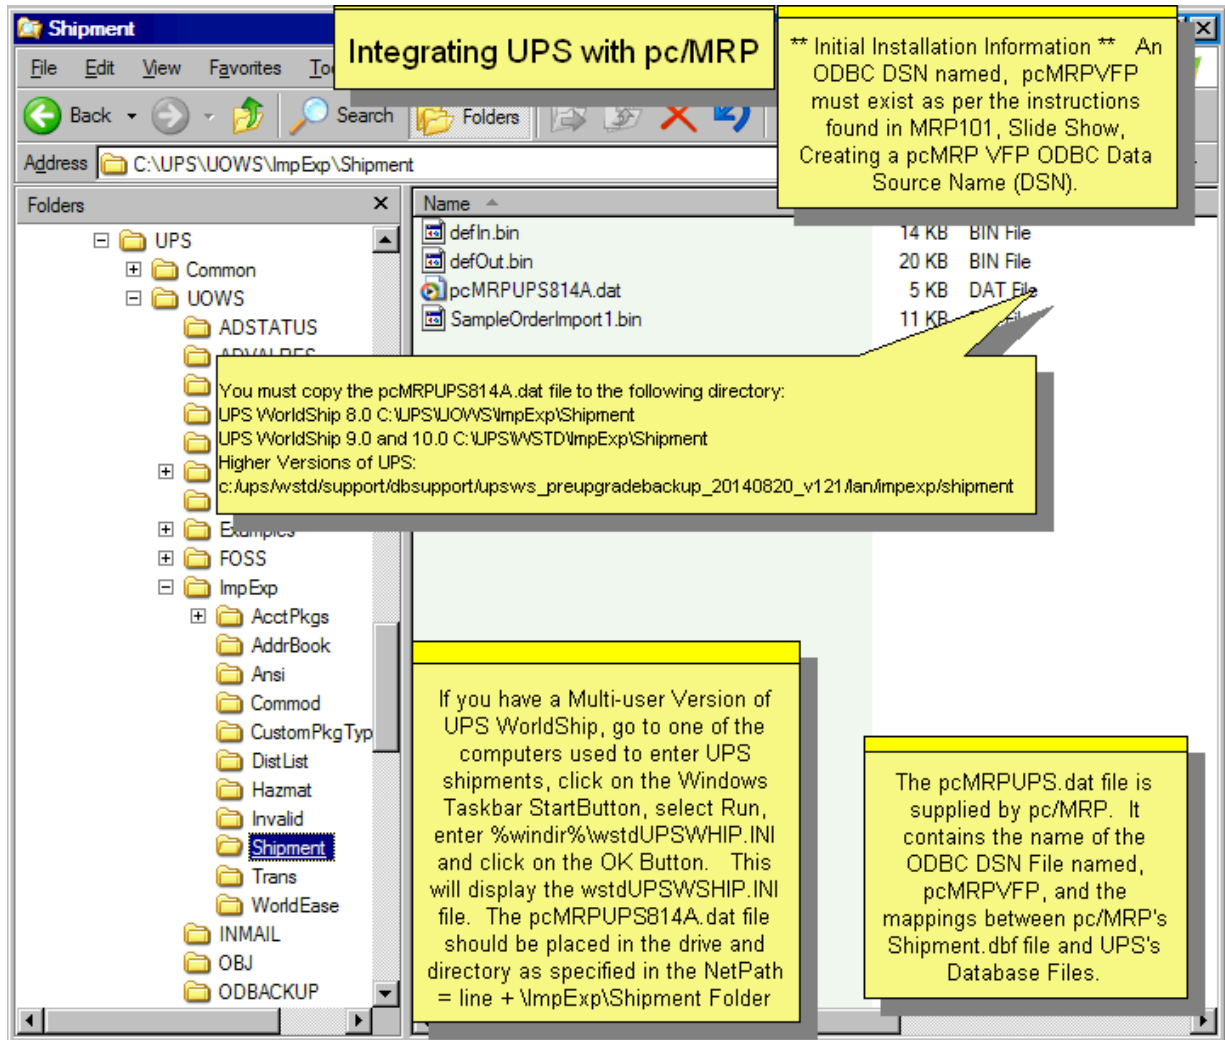 Shipment
Integrating UPS with pc/MRP
** Initial Installation Information ** An
ODBC DSN named, pcMRPVFP
must exist as per the instructions
found in MRP101, Slide Show,
Creating a pcMRP VFP ODBC Data
Source Name (DSN).
File Edit View Favorites
Back Search Folders
Address C:\UPS\UOWS\ImpExp\Shipment
Folders
UPS
Common
UOWS
ADSTATUS
Name
defIn.bin 14 KB BIN File
defOut.bin 20 KB BIN File
pcMRPUPS814A.dat 5 KB DAT File
SampleOrderImport1.bin 11 KB
You must copy the pcMRPUPS814A.dat file to the following directory:
UPS WorldShip 8.0 C:\UPS\UOWS\ImpExp\Shipment
UPS WorldShip 9.0 and 10.0 C:\UPS\WSTD\ImpExp\Shipment
Higher Versions of UPS:
c:/ups/wstd/support/dbsupport/upsws_preupgradebackup_20140820_v121/lan/impexp/shipment
Examples
FOSS
ImpExp
AcctPkgs
AddrBook
Ansi
Commod
CustomPkgTyp
DistList
Hazmat
Invalid
Shipment
Trans
WorldEase
INMAIL
OBJ
ODBACKUP
If you have a Multi-user Version of
UPS WorldShip, go to one of the
computers used to enter UPS
shipments, click on the Windows
Taskbar StartButton, select Run,
enter %windir%\wstdUPSWHIP.INI
and click on the OK Button. This
will display the wstdUPSWSHIP.INI
file. The pcMRPUPS814A.dat file
should be placed in the drive and
directory as specified in the NetPath
= line + \ImpExp\Shipment Folder
The pcMRPUPS.dat file is
supplied by pc/MRP. It
contains the name of the
ODBC DSN File named,
pcMRPVFP, and the
mappings between pc/MRP's
Shipment.dbf file and UPS's
Database Files.